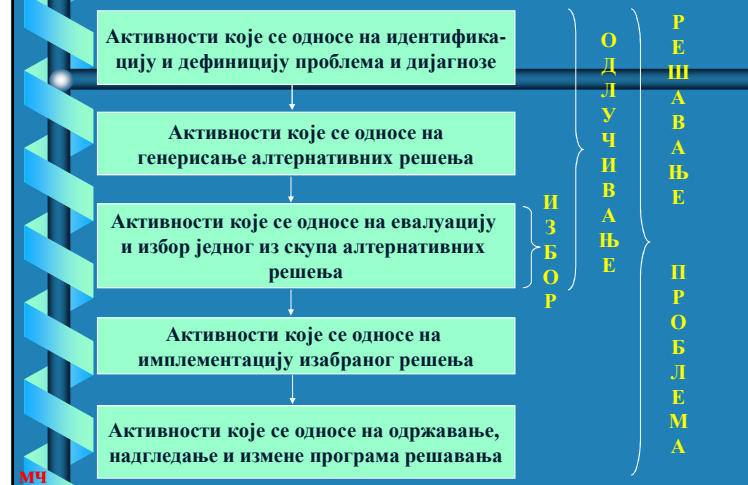 Активности које се односе на идентифика-
цију и дефиницију проблема и дијагнозе
Активности које се односе на
генерисање алтернативних решења
Активности које се односе на евалуацију
и избор једног из скупа алтернативних
решења
Активности које се односе на
имплементацију изабраног решења
Активности које се односе на одржавање,
надгледање и измене програма решавања
ИЗБОР
ОДЛУЧИВАЊЕ
РЕШАВАЊЕ ПРОБЛЕМА
МЧ